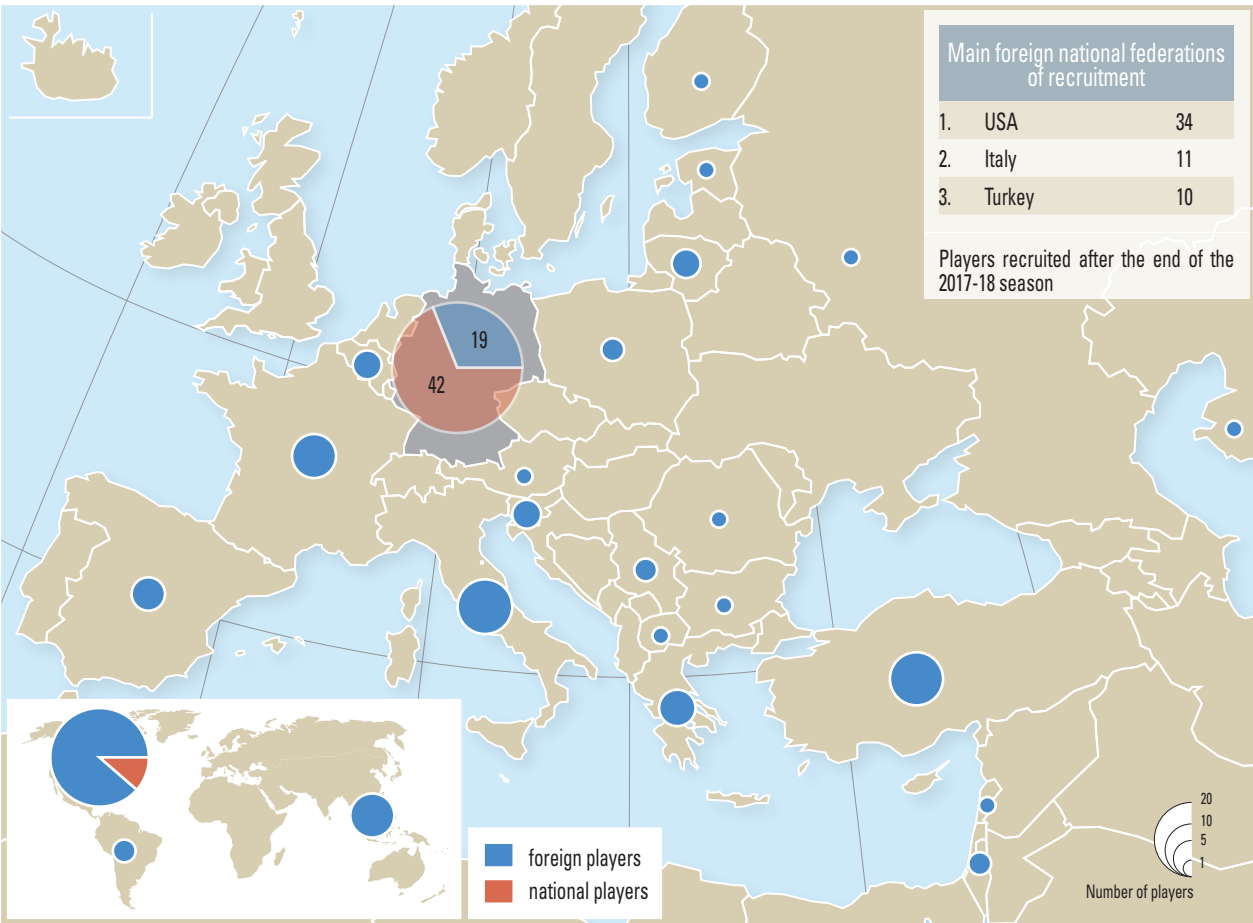 Main foreign national federations
of recruitment
1. USA 34
2. Italy 11
3. Turkey 10
Players recruited after the end of the
2017-18 season
19
42
foreign players
national players
20
10
5
1
Number of players